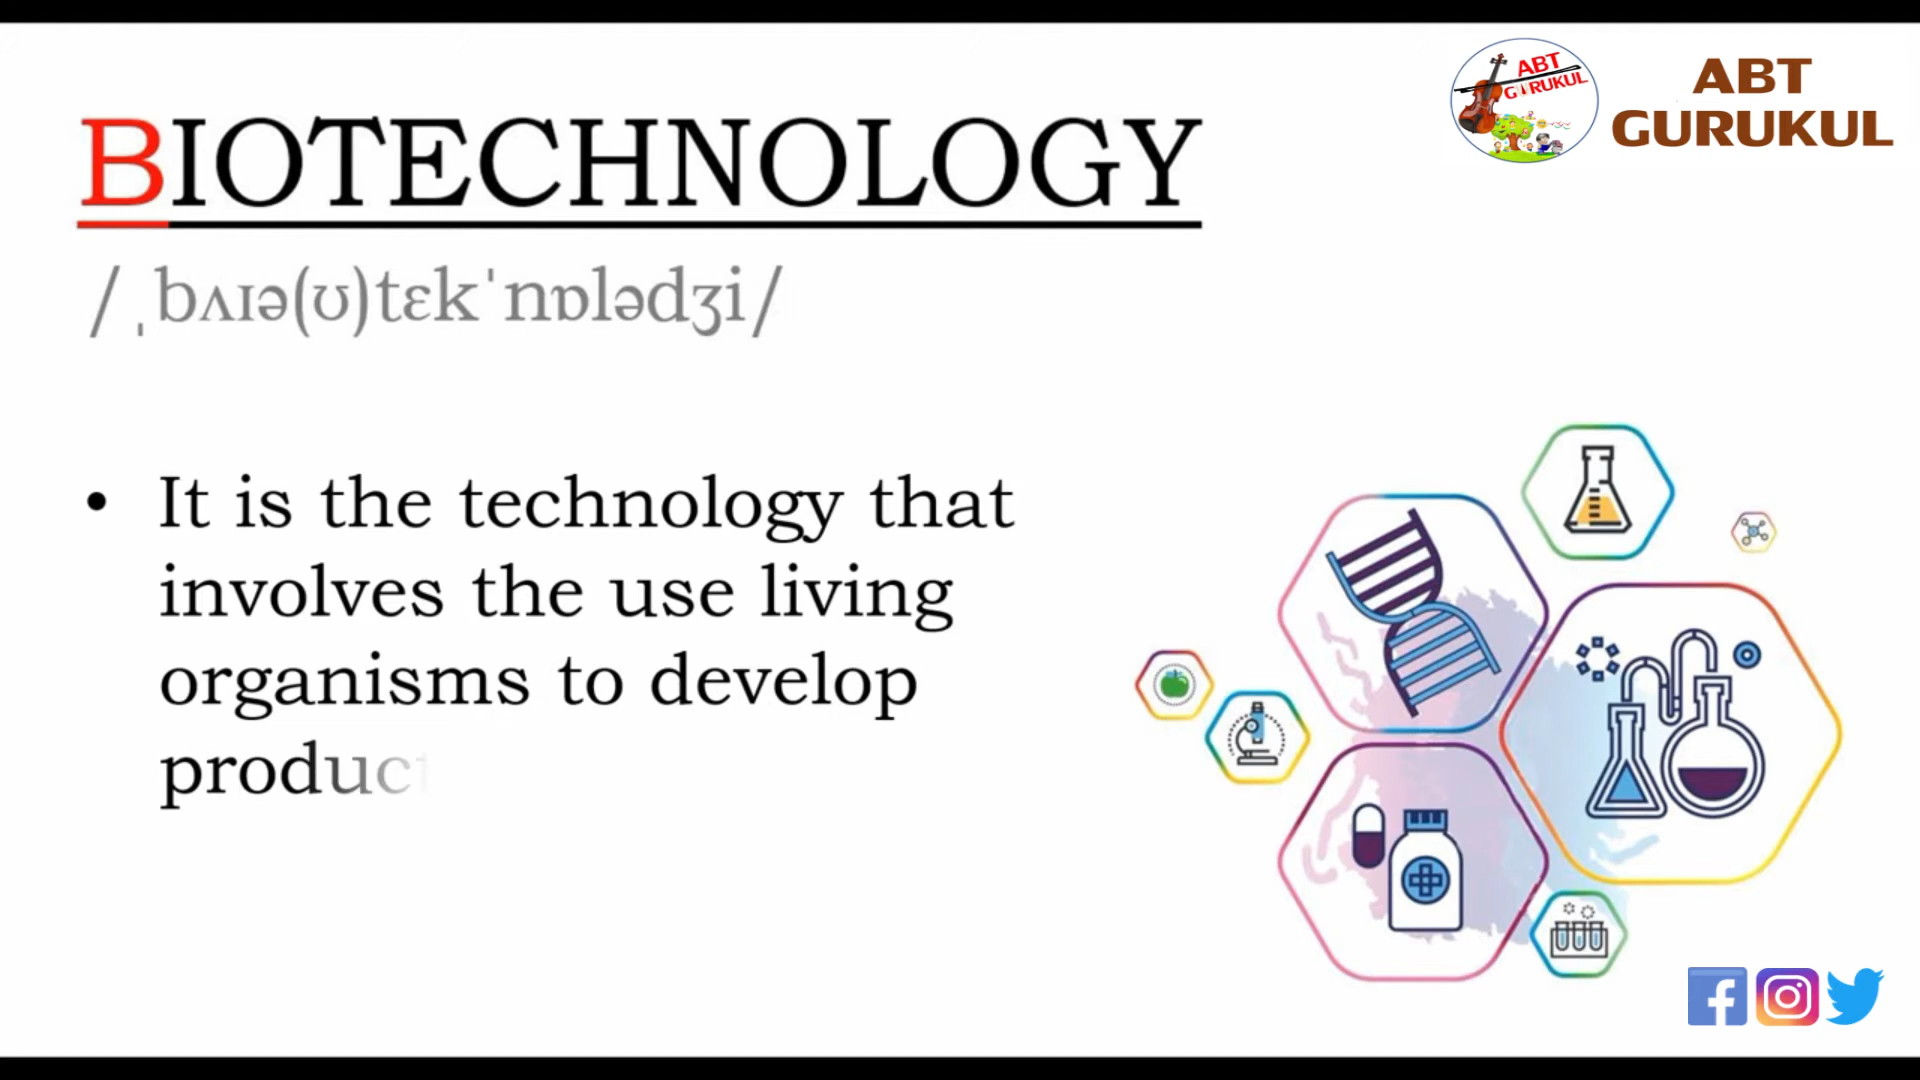 BIOTECHNOLOGY
/ˌbʌɪə(ʊ)tɛkˈnɒlədʒi/
• It is the technology that
involves the use living
organisms to develop
produc
ABT
GURUKUL
ABT
GURUKUL